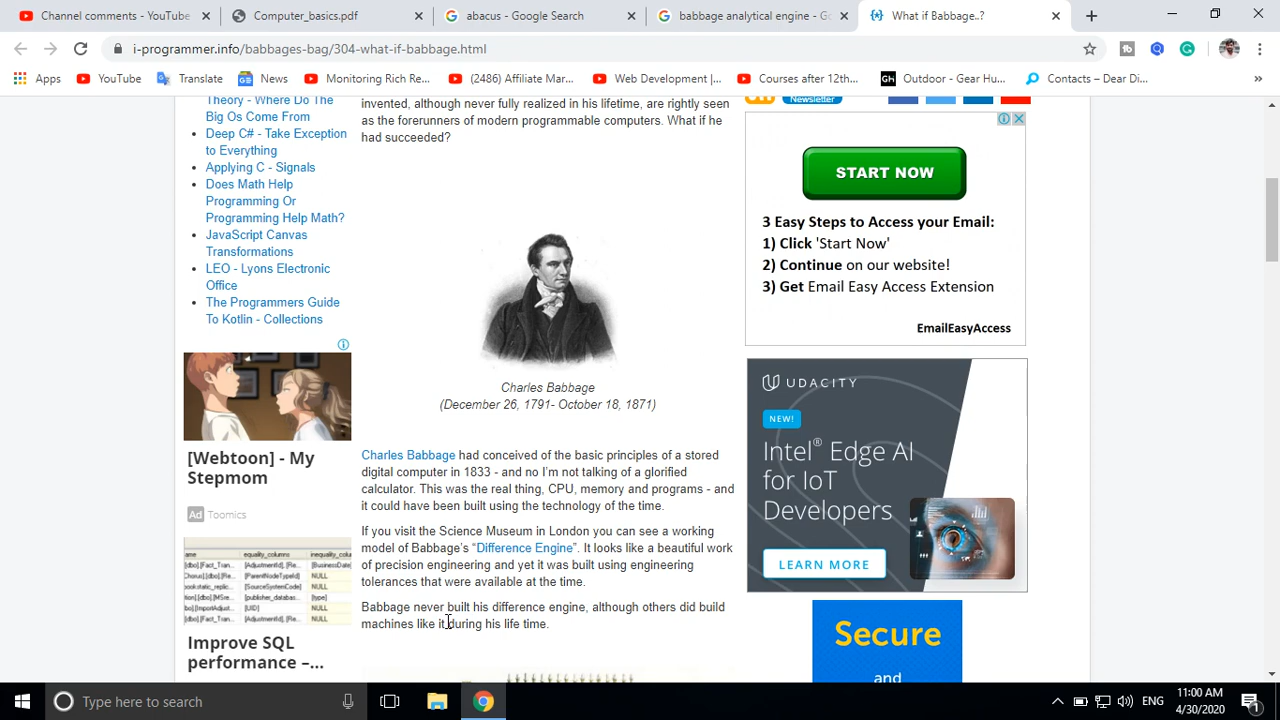 Channel comments - YouTube
Computer_basics.pdf
abacus - Google Search
babbage analytical engine - Go
What if Babbage..?
i-programmer.info/babbages-bag/304-what-if-babbage.html
Apps
YouTube
Translate
News
Monitoring Rich Re...
(2486) Affiliate Mar...
Web Development |...
Courses after 12th...
GH
Outdoor - Gear Hu...
Contacts – Dear Di...
»
Theory - Where Do The
Big Os Come From
Deep C# - Take Exception
to Everything
Applying C - Signals
Does Math Help
Programming Or
Programming Help Math?
JavaScript Canvas
Transformations
LEO - Lyons Electronic
Office
The Programmers Guide
To Kotlin - Collections
[Webtoon] - My
Stepmom
Ad Toomics
Improve SQL
performance –...
invented, although never fully realized in his lifetime, are rightly seen
as the forerunners of modern programmable computers. What if he
had succeeded?
Charles Babbage
(December 26, 1791- October 18, 1871)
Charles Babbage had conceived of the basic principles of a stored
digital computer in 1833 - and no I'm not talking of a glorified
calculator. This was the real thing, CPU, memory and programs - and
it could have been built using the technology of the time.
If you visit the Science Museum in London you can see a working
model of Babbage's “Difference Engine”. It looks like a beautiful work
of precision engineering and yet it was built using engineering
tolerances that were available at the time.
Babbage never built his difference engine, although others did build
machines like it during his life time.
Newsletter
START NOW
3 Easy Steps to Access your Email:
1) Click 'Start Now'
2) Continue on our website!
3) Get Email Easy Access Extension
EmailEasyAccess
UDACITY
NEW!
Intel® Edge AI
for IoT
Developers
LEARN MORE
Secure
and
Type here to search
ENG
11:00 AM
4/30/2020
1